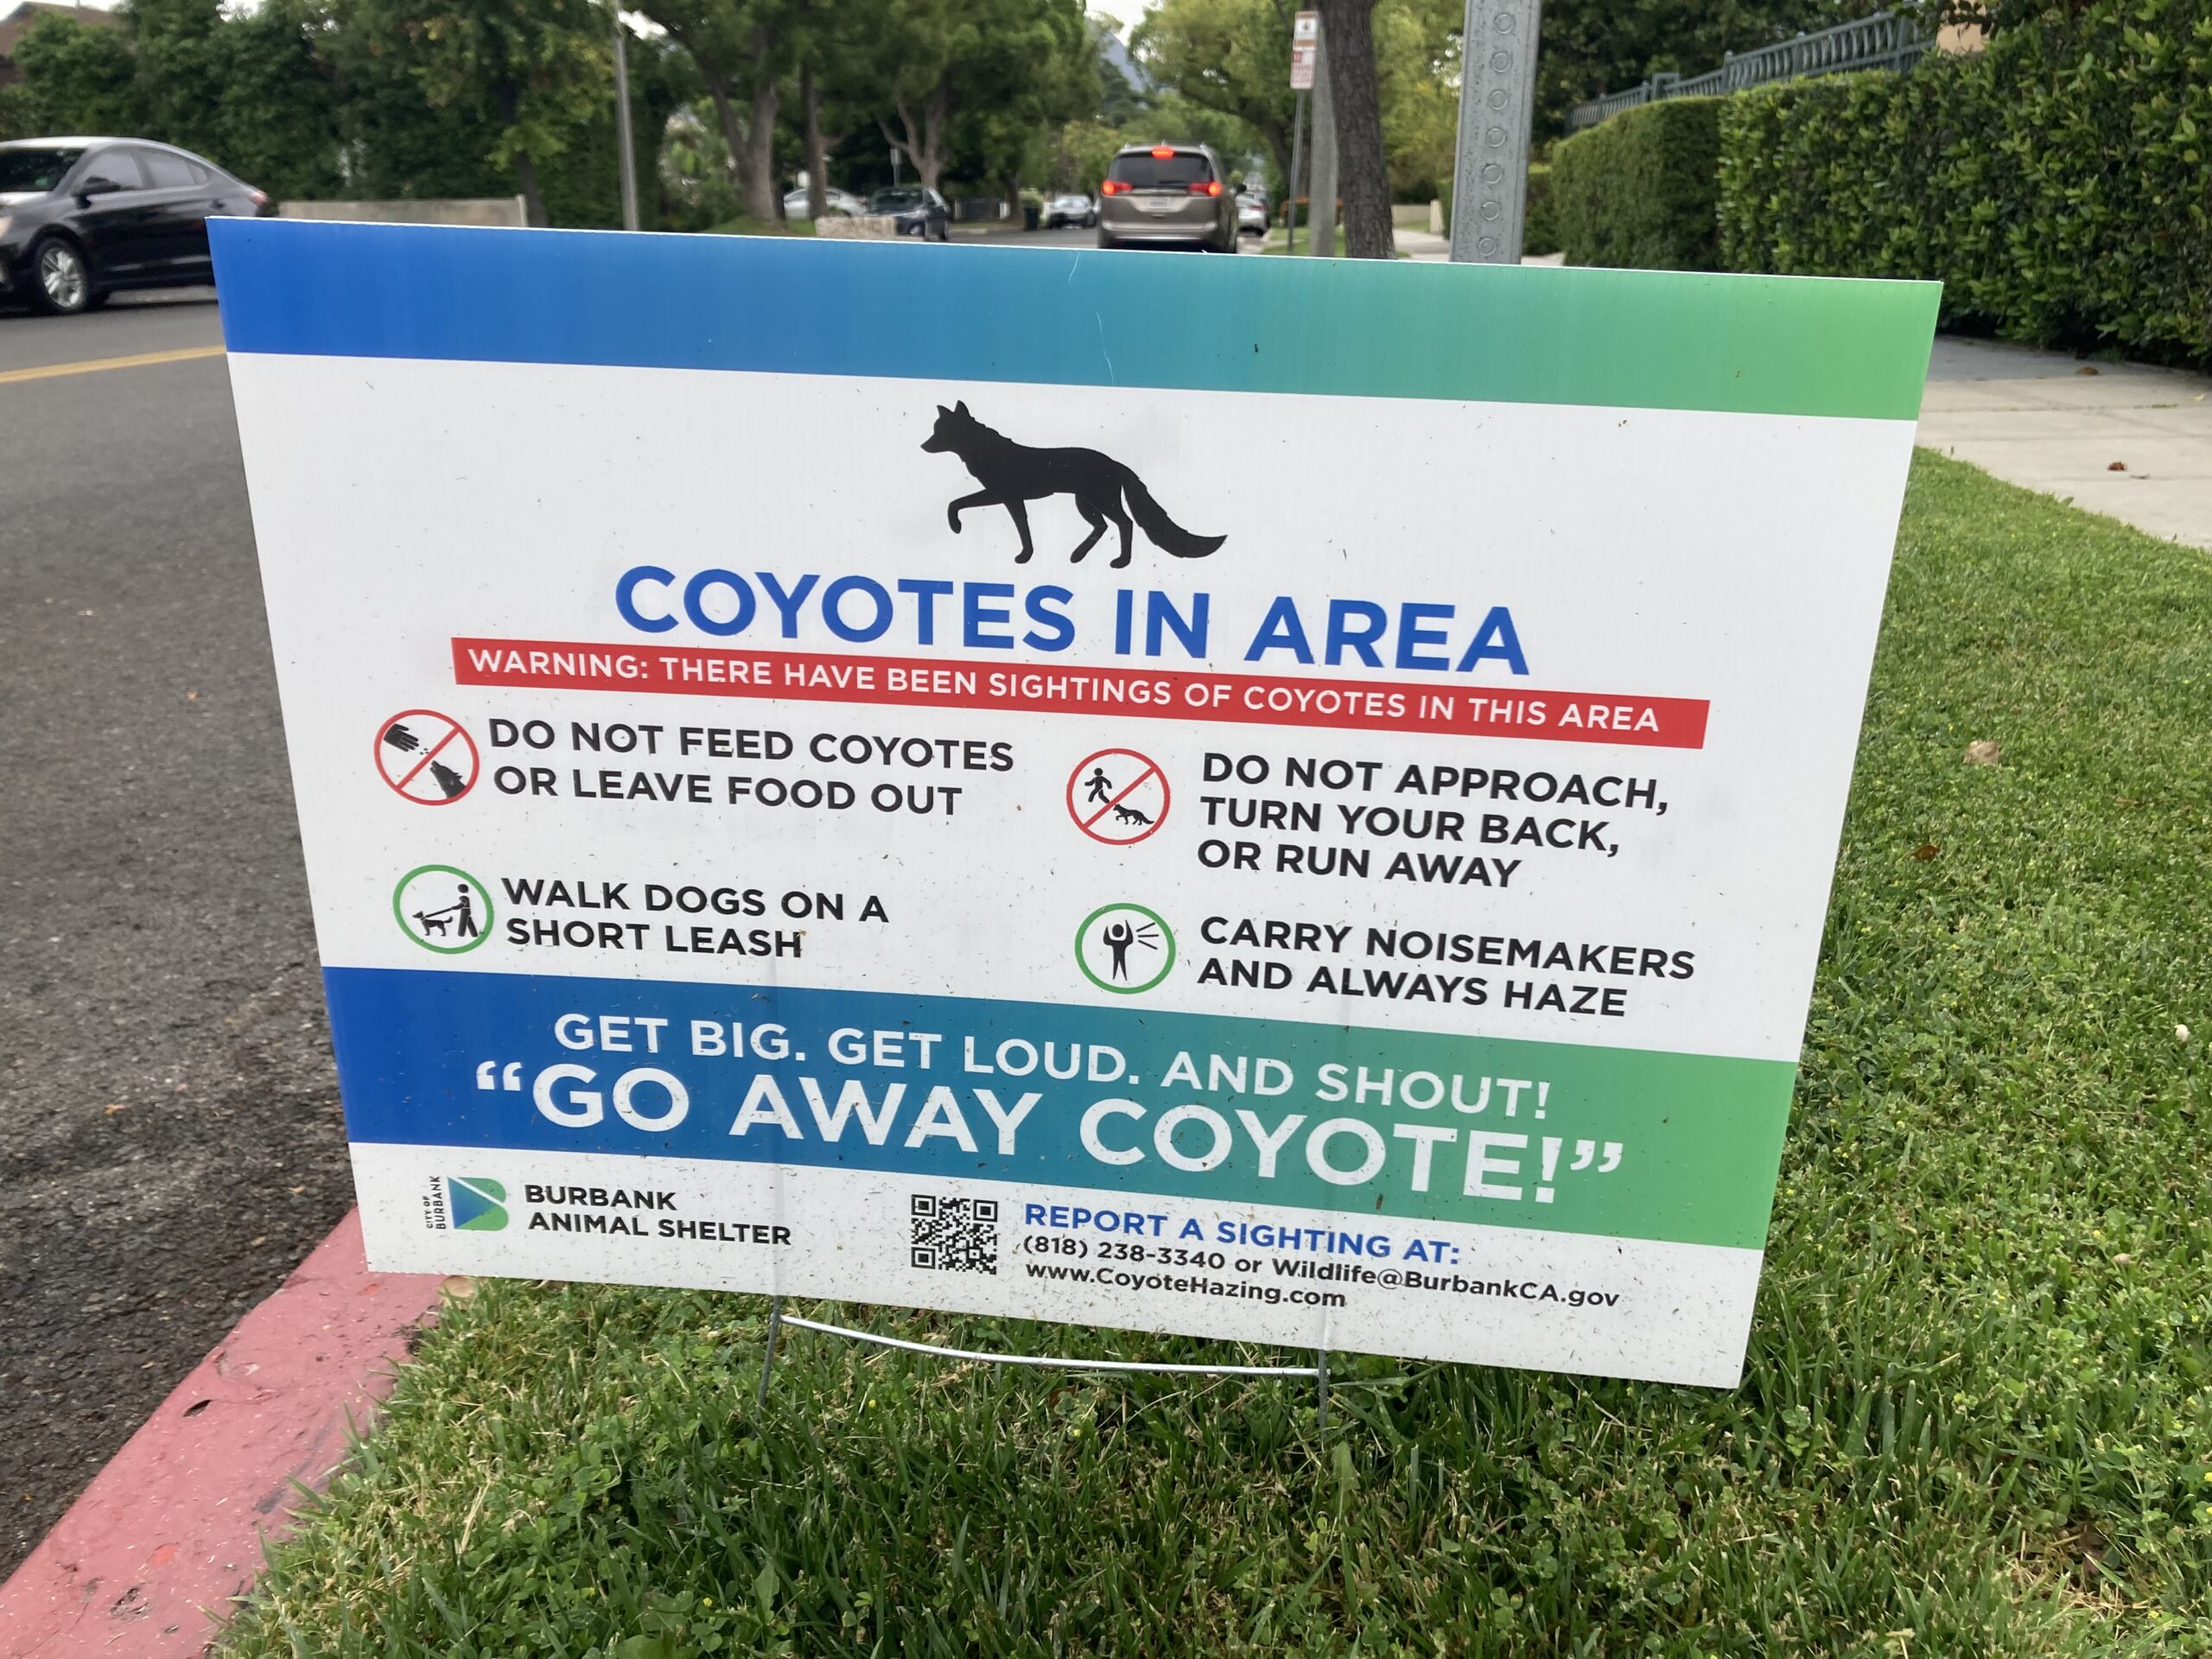 COYOTES IN AREA
WARNING: THERE HAVE BEEN SIGHTINGS OF COYOTES IN THIS AREA
DO NOT FEED COYOTES
OR LEAVE FOOD OUT
DO NOT APPROACH,
TURN YOUR BACK,
OR RUN AWAY
WALK DOGS ON A
SHORT LEASH
CARRY NOISEMAKERS
AND ALWAYS HAZE
GET BIG. GET LOUD. AND SHOUT!
“GO AWAY COYOTE!”
CITY OF
BURBANK
BURBANK
ANIMAL SHELTER
REPORT A SIGHTING AT:
(818) 238-3340 or Wildlife@BurbankCA.gov
www.CoyoteHazing.com